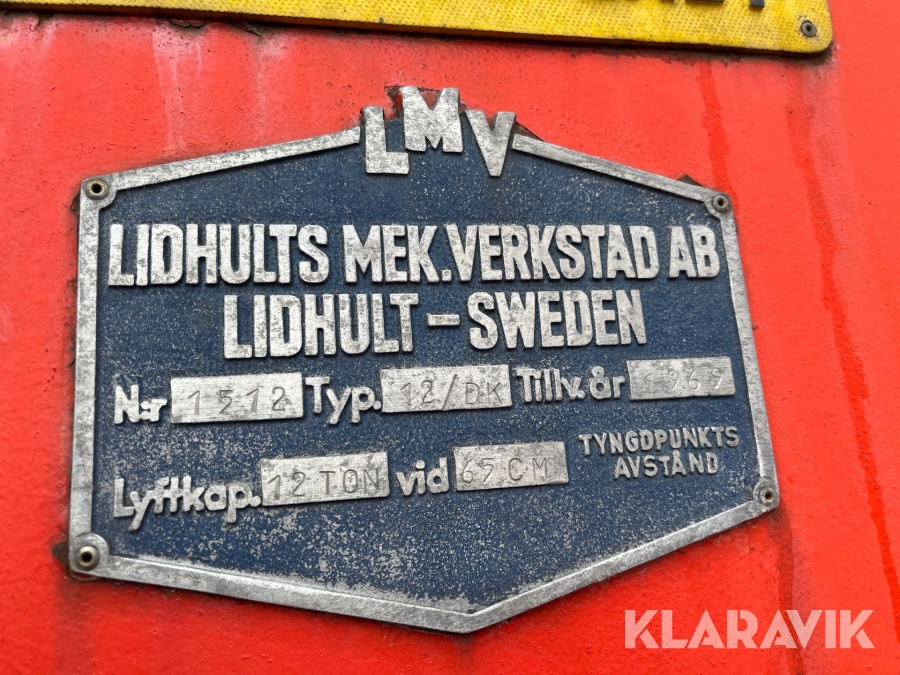 LMV
LIDHULTS MEK. VERKSTAD AB
LIDHULT - SWEDEN
N:r 1512 Typ. 12/DK Tillv. år 1969
Lyftkap. 12 TON vid 65 CM TYNGDPUNKTS
AVSTÅND
KLARAVIK